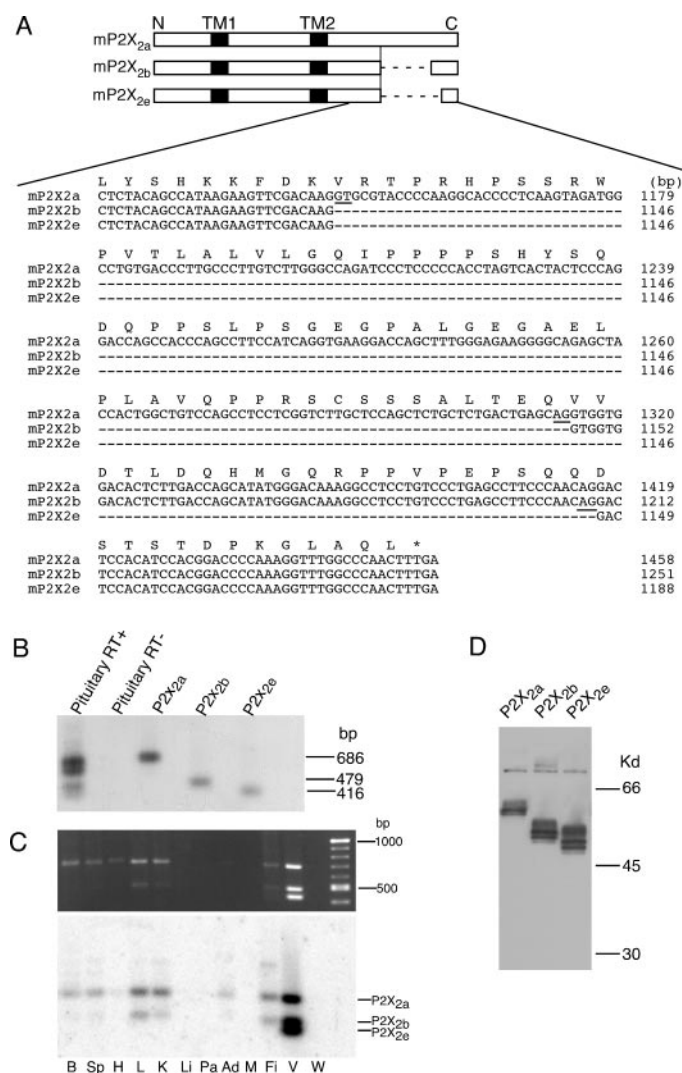 A
N TM1 TM2 C
mP2X2a
mP2X2b
mP2X2e
L Y S H K K F D K V R T P R H P S S R W (bp)
mP2X2a CTCTACAGCCATAAGAAGTTCGACAAGGTGCGTACCCCAAGGCACCCCTCAAGTAGATGG 1179
mP2X2b CTCTACAGCCATAAGAAGTTCGACAAG--------------------------------- 1146
mP2X2e CTCTACAGCCATAAGAAGTTCGACAAG--------------------------------- 1146
P V T L A L V L G Q I P P P P S H Y S Q
mP2X2a CCTGTGACCCTTGCCCTTGTCTTGGGCCAGATCCCTCCCCCACCTAGTCACTACTCCCAG 1239
mP2X2b ------------------------------------------------------------ 1146
mP2X2e ------------------------------------------------------------ 1146
D Q P P S L P S G E G P A L G E G A E L
mP2X2a GACCAGCCACCCAGCCTTCCATCAGGTGAAGGACCAGCTTTGGGAGAAGGGGCAGAGCTA 1260
mP2X2b ------------------------------------------------------------ 1146
mP2X2e ------------------------------------------------------------ 1146
P L A V Q P P R S C S S S A L T E Q V V
mP2X2a CCACTGGCTGTCCAGCCTCCTCGGTCTTGCTCCAGCTCTGCTCTGACTGAGCAGGTGGTG 1320
mP2X2b ------------------------------------------------------GTGGTG 1152
mP2X2e ------------------------------------------------------------ 1146
D T L D Q H M G Q R P P V P E P S Q Q D
mP2X2a GACACTCTTGACCAGCATATGGGACAAAGGCCTCCTGTCCCTGAGCCTTCCCAACAGGAC 1419
mP2X2b GACACTCTTGACCAGCATATGGGACAAAGGCCTCCTGTCCCTGAGCCTTCCCAACAGGAC 1212
mP2X2e ---------------------------------------------------------GAC 1149
S T S T D P K G L A Q L *
mP2X2a TCCACATCCACGGACCCCAAAGGTTTGGCCCAACTTTGA 1458
mP2X2b TCCACATCCACGGACCCCAAAGGTTTGGCCCAACTTTGA 1251
mP2X2e TCCACATCCACGGACCCCAAAGGTTTGGCCCAACTTTGA 1188
B
Pituitary RT+ Pituitary RT- P2X2a P2X2b P2X2e
bp
686
479
416
C
bp
1000
500
P2X2a
P2X2b
P2X2e
B Sp H L K Li Pa Ad M Fi V W
D
P2X2a P2X2b P2X2e
Kd
66
45
30